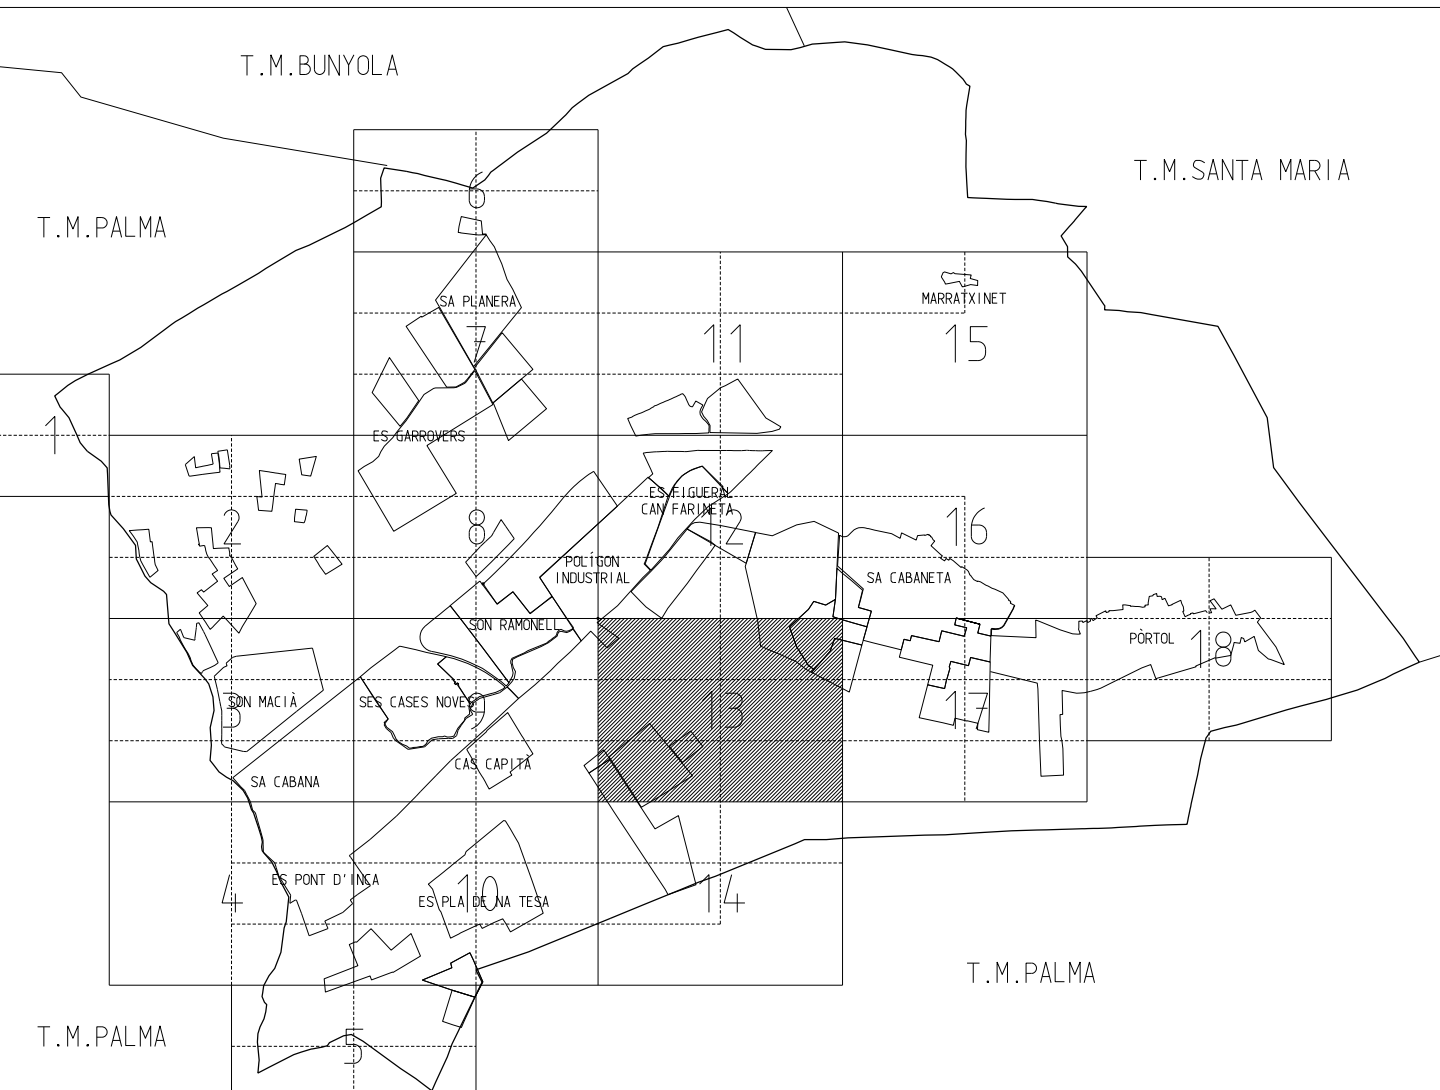 T.M.BUNYOLA
T.M.SANTA MARIA
T.M.PALMA
6
MARRATXINET
SA PLANERA
7
11
15
1
ES GARROVERS
ES FIGUERAL
CAN FARINETA
2
8
12
16
POLÍGON
INDUSTRIAL
SA CABANETA
SON RAMONELL
PÒRTOL
18
SON MACIÀ
3
SES CASES NOVES
9
13
17
CAS CAPITÀ
SA CABANA
ES PONT D'INCA
4
10
ES PLA DE NA TESA
14
T.M.PALMA
T.M.PALMA
5